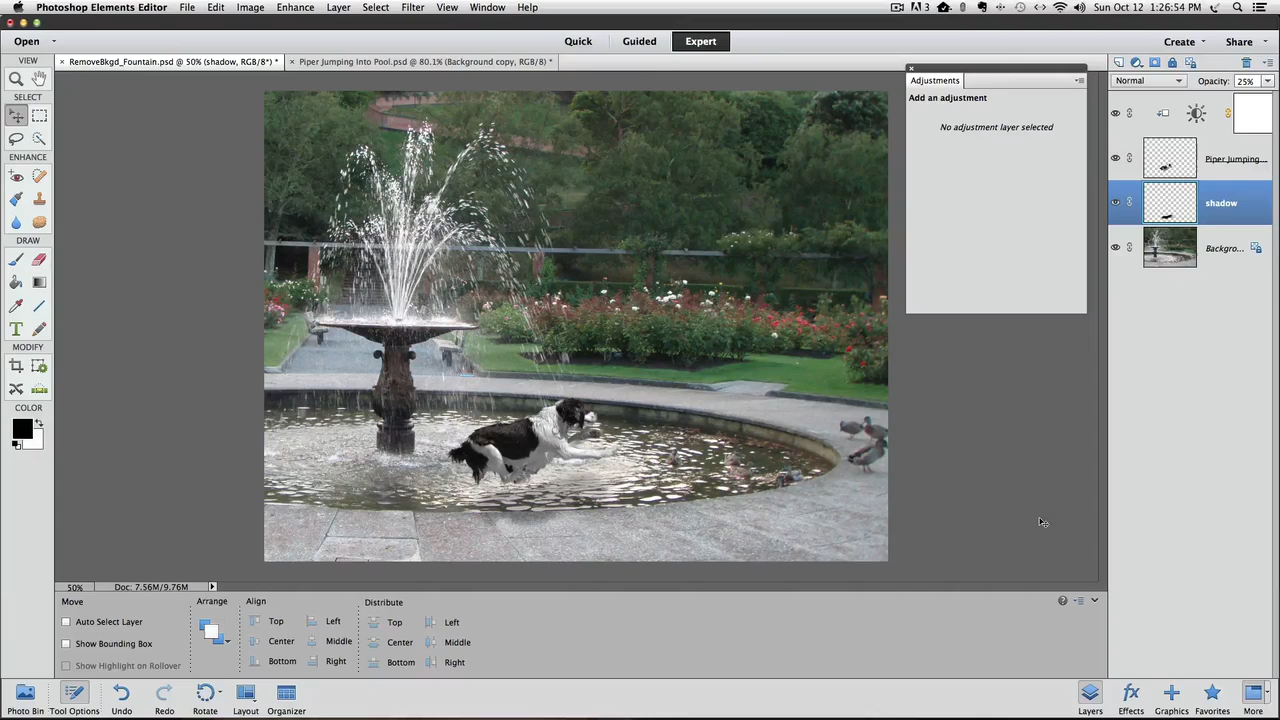 Photoshop Elements Editor File Edit Image Enhance Layer Select Filter View Window Help 3 Sun Oct 12 1:26:54 PM
Open Quick Guided Expert Create Share
VIEW
× RemoveBkgd_Fountain.psd @ 50% (shadow, RGB/8*) * × Piper Jumping Into Pool.psd @ 80.1% (Background copy, RGB/8) *
Adjustments
Add an adjustment
No adjustment layer selected
Normal Opacity: 25%
Piper Jumping...
shadow
Backgro...
SELECT
ENHANCE
DRAW
MODIFY
COLOR
50% Doc: 7.56M/9.76M
Move Arrange Align Distribute
Auto Select Layer Top Left Top Left
Show Bounding Box Center Middle Center Middle
Show Highlight on Rollover Bottom Right Bottom Right
Photo Bin Tool Options Undo Redo Rotate Layout Organizer Layers Effects Graphics Favorites More